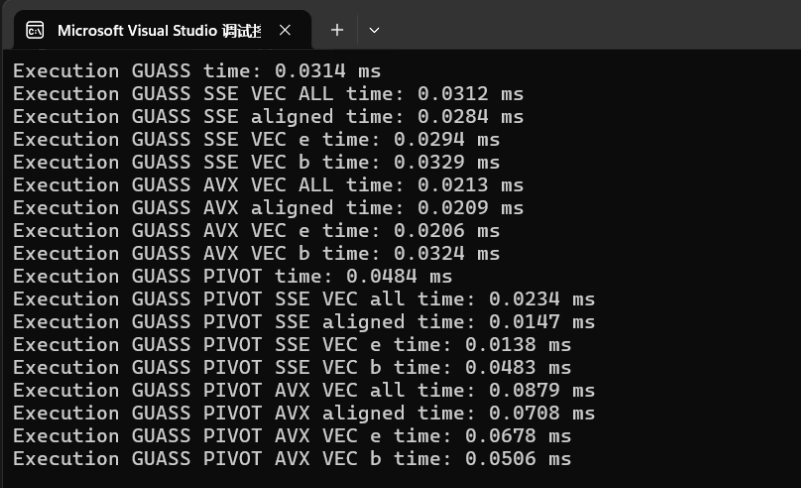 Microsoft Visual Studio 调试
Execution GUASS time: 0.0314 ms
Execution GUASS SSE VEC ALL time: 0.0312 ms
Execution GUASS SSE aligned time: 0.0284 ms
Execution GUASS SSE VEC e time: 0.0294 ms
Execution GUASS SSE VEC b time: 0.0329 ms
Execution GUASS AVX VEC ALL time: 0.0213 ms
Execution GUASS AVX aligned time: 0.0209 ms
Execution GUASS AVX VEC e time: 0.0206 ms
Execution GUASS AVX VEC b time: 0.0324 ms
Execution GUASS PIVOT time: 0.0484 ms
Execution GUASS PIVOT SSE VEC all time: 0.0234 ms
Execution GUASS PIVOT SSE aligned time: 0.0147 ms
Execution GUASS PIVOT SSE VEC e time: 0.0138 ms
Execution GUASS PIVOT SSE VEC b time: 0.0483 ms
Execution GUASS PIVOT AVX VEC all time: 0.0879 ms
Execution GUASS PIVOT AVX aligned time: 0.0708 ms
Execution GUASS PIVOT AVX VEC e time: 0.0678 ms
Execution GUASS PIVOT AVX VEC b time: 0.0506 ms